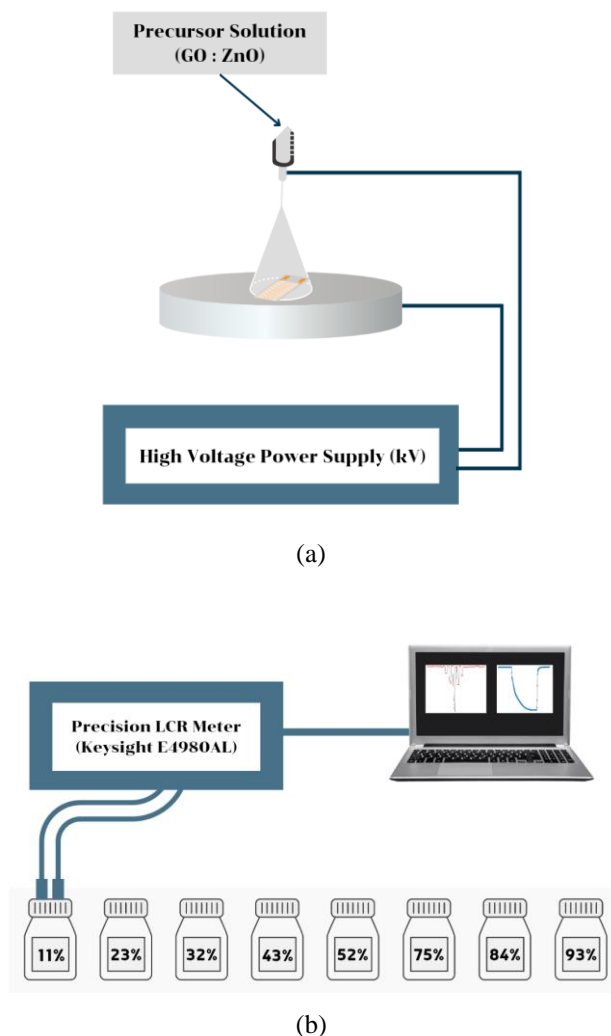 Precursor Solution
(GO : ZnO)
High Voltage Power Supply (kV)
(a)
Precision LCR Meter
(Keysight E4980AL)
11% 23% 32% 43% 52% 75% 84% 93%
(b)